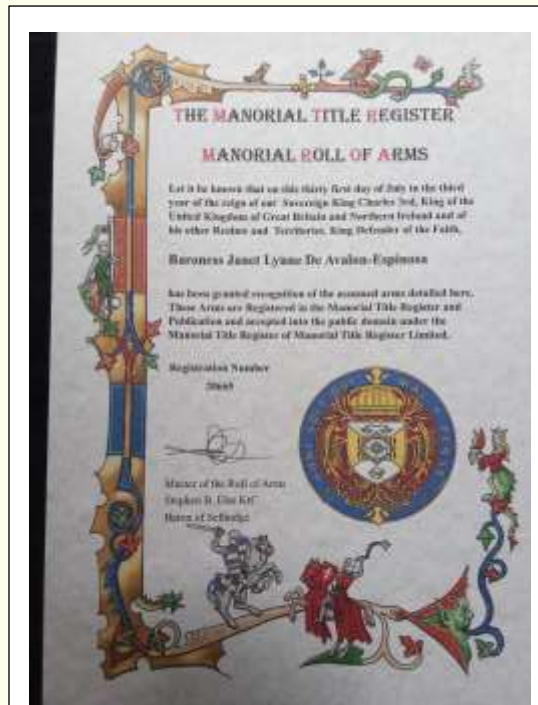 THE MANORIAL TITLE REGISTER
MANORIAL ROLL OF ARMS
Let it be known that on this thirty first day of July in the third
year of the reign of our Sovereign King Charles 3rd, King of the
United Kingdom of Great Britain and Northern Ireland and of
his other Realms and Territories, King Defender of the Faith,
Baroness Janet Lynne De Avalon-Espinosa
has been granted recognition of the assumed arms detailed here.
These Arms are Registered in the Manorial Title Register and
Publication and accepted into the public domain under the
Manorial Title Register of Manorial Title Register Limited.
Registration Number
Master of the Roll of Arms
Stephen B.
Baron of